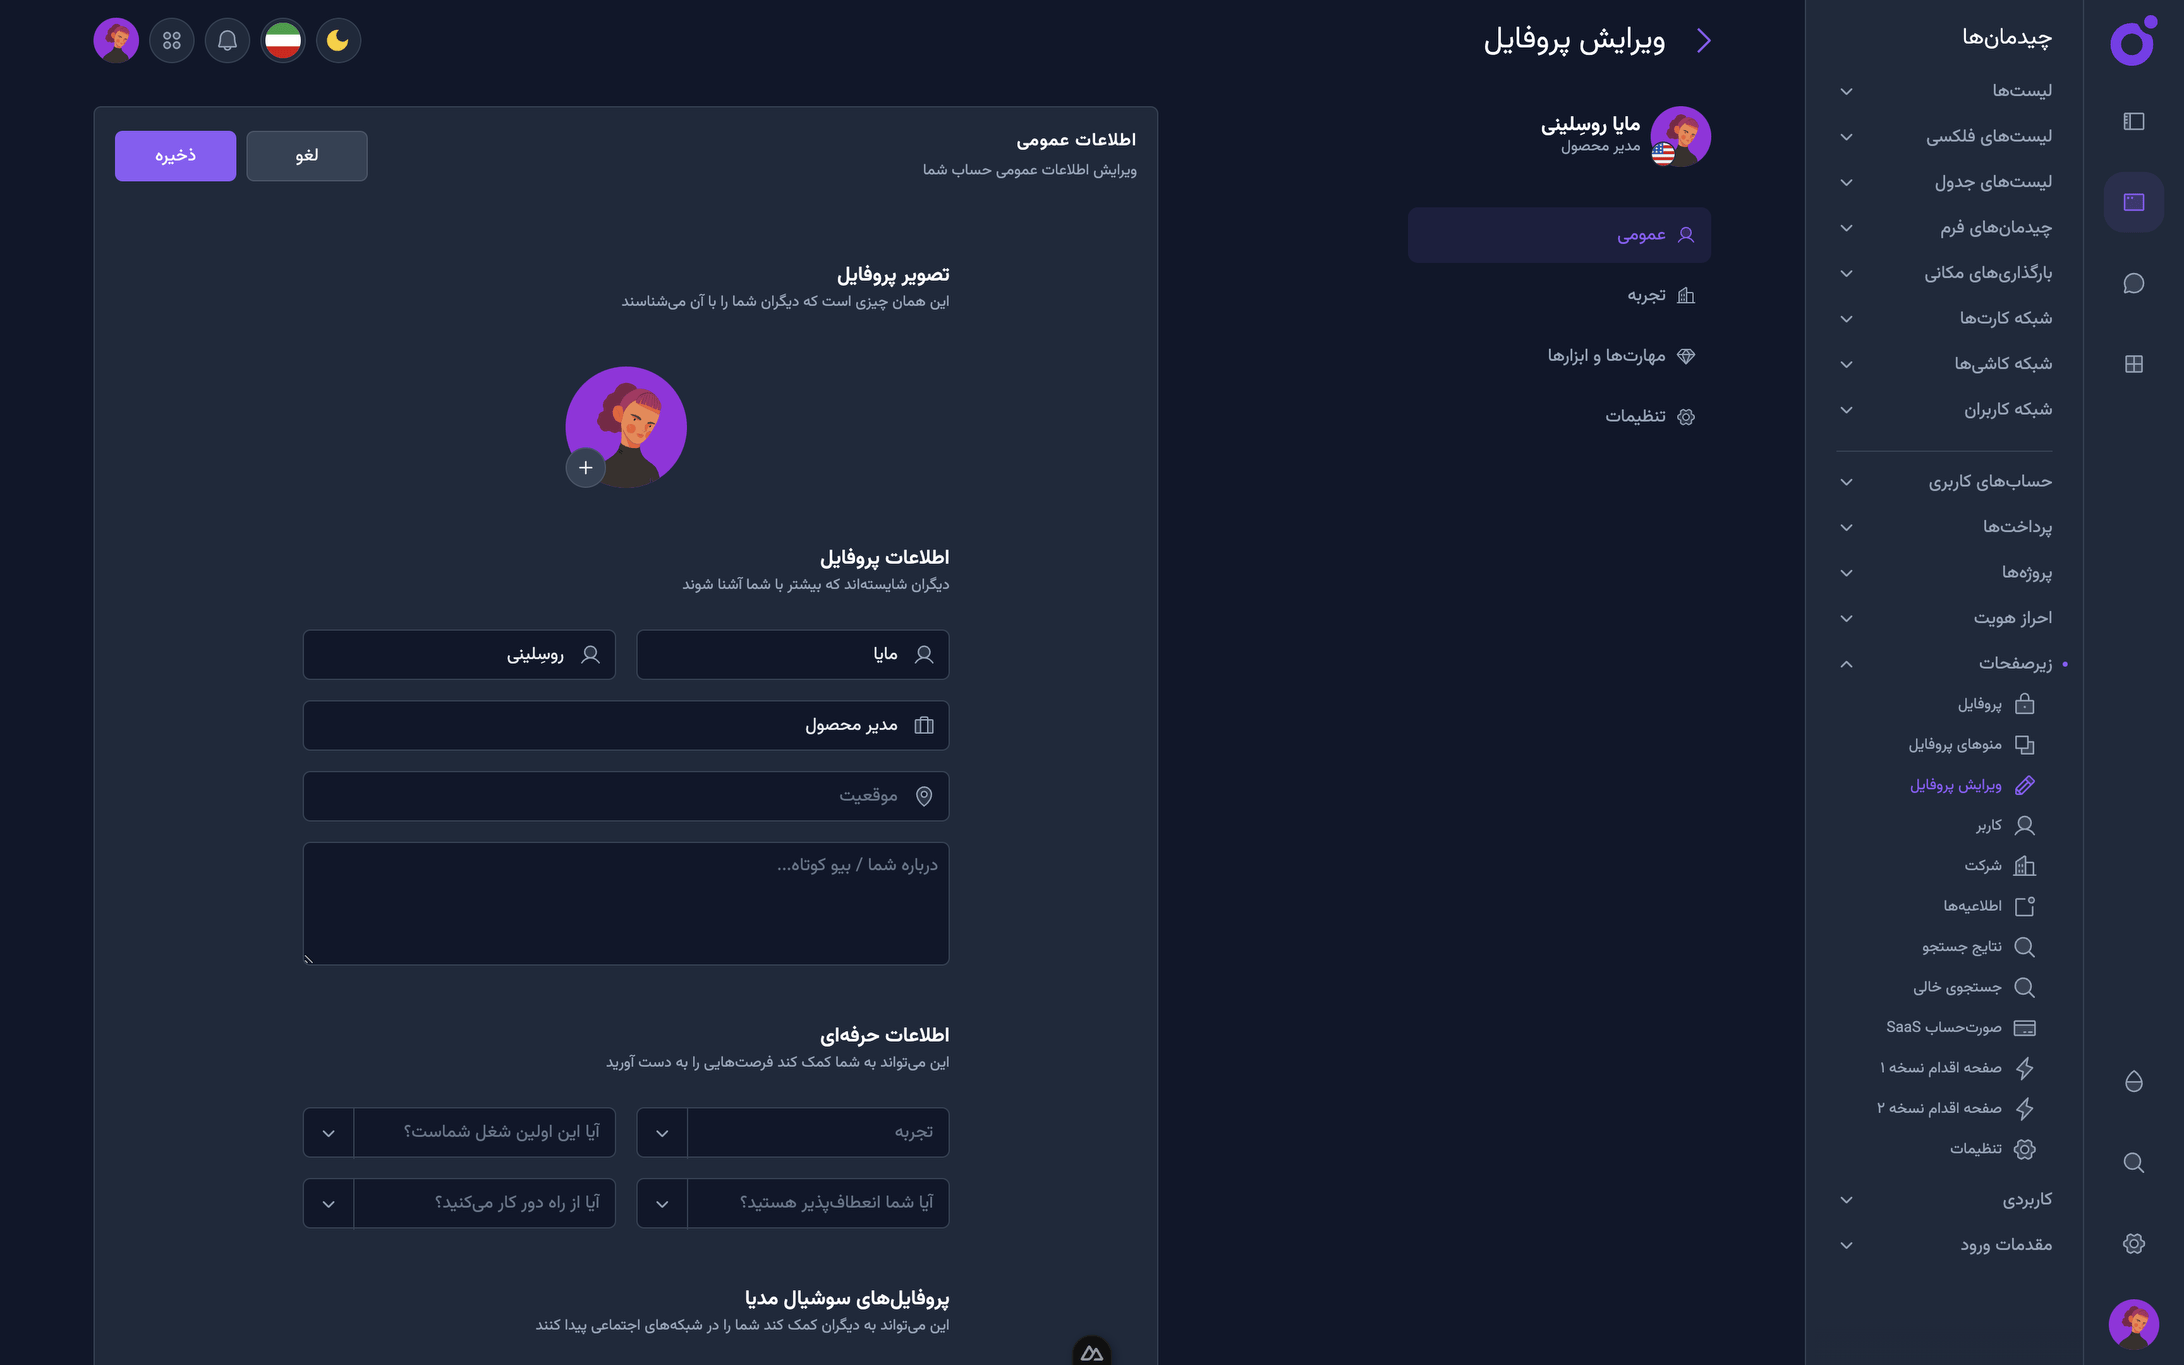 چیدمان‌ها
لیست‌ها
لیست‌های فلکسی
لیست‌های جدول
چیدمان‌های فرم
بارگذاری‌های مکانی
شبکه کارت‌ها
شبکه کاشی‌ها
شبکه کاربران
حساب‌های کاربری
پرداخت‌ها
پروژه‌ها
احراز هویت
زیرصفحات
پروفایل
منوهای پروفایل
ویرایش پروفایل
کاربر
شرکت
اطلاعیه‌ها
نتایج جستجو
جستجوی خالی
صورت‌حساب SaaS
صفحه اقدام نسخه ۱
صفحه اقدام نسخه ۲
تنظیمات
کاربردی
مقدمات ورود
ویرایش پروفایل
مایا روسِلینی
مدیر محصول
عمومی
تجربه
مهارت‌ها و ابزارها
تنظیمات
اطلاعات عمومی
ویرایش اطلاعات عمومی حساب شما
لغو
ذخیره
تصویر پروفایل
این همان چیزی است که دیگران شما را با آن می‌شناسند
اطلاعات پروفایل
دیگران شایسته‌اند که بیشتر با شما آشنا شوند
مایا
روسِلینی
مدیر محصول
موقعیت
درباره شما / بیو کوتاه...
اطلاعات حرفه‌ای
این می‌تواند به شما کمک کند فرصت‌هایی را به دست آورید
تجربه
آیا این اولین شغل شماست؟
آیا شما انعطاف‌پذیر هستید؟
آیا از راه دور کار می‌کنید؟
پروفایل‌های سوشیال مدیا
این می‌تواند به دیگران کمک کند شما را در شبکه‌های اجتماعی پیدا کنند